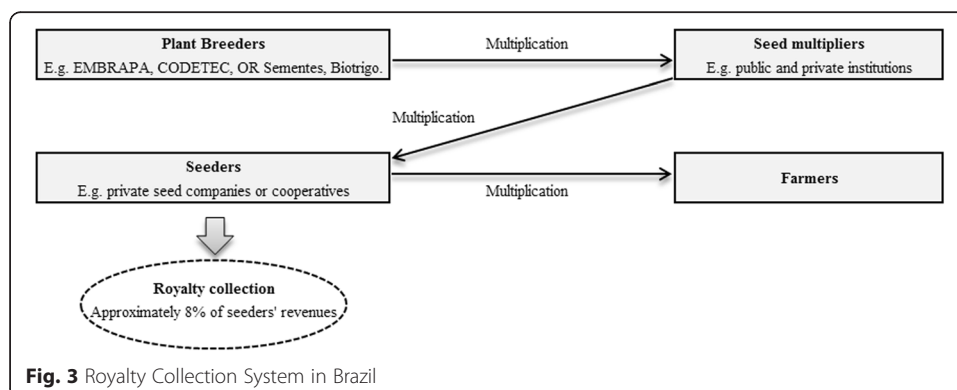 Plant Breeders
E.g. EMBRAPA, CODETEC, OR Sementes, Biotrigo.
Multiplication
Seed multipliers
E.g. public and private institutions
Multiplication
Seeders
E.g. private seed companies or cooperatives
Multiplication
Farmers
Royalty collection
Approximately 8% of seeders' revenues
Fig. 3 Royalty Collection System in Brazil